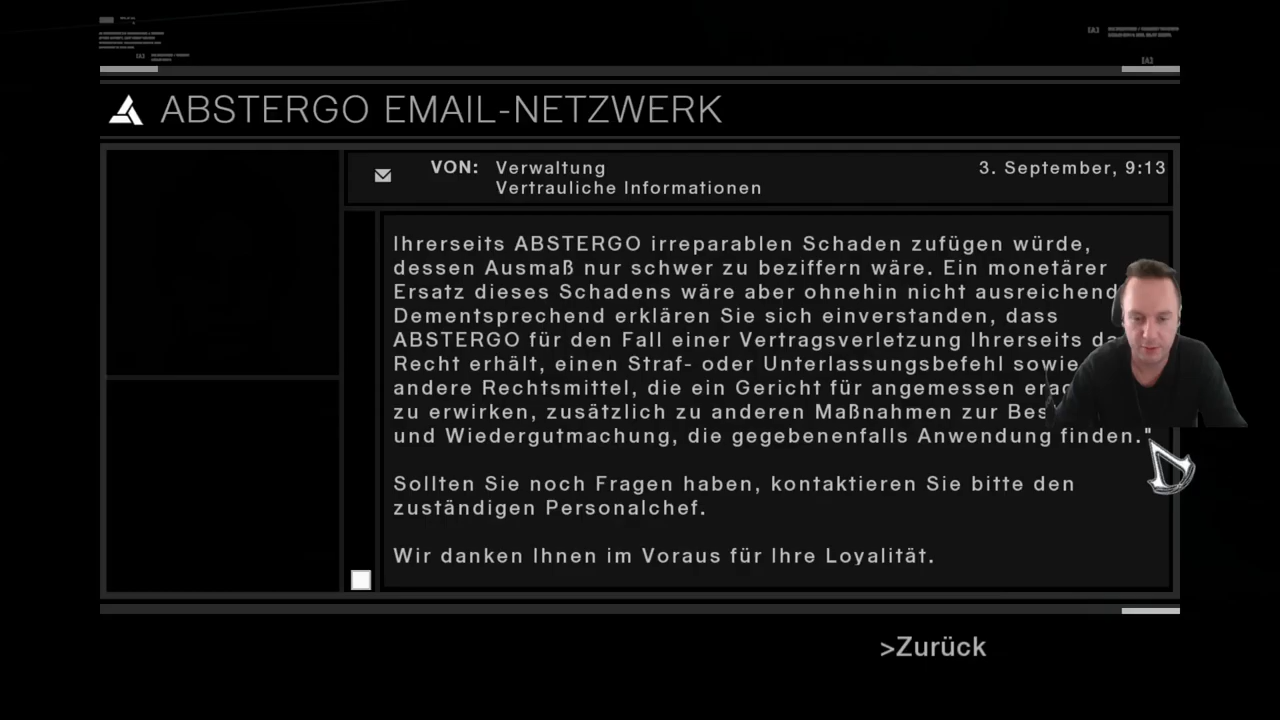 ABSTERGO EMAIL-NETZWERK
VON: Verwaltung 3. September, 9:13
Vertrauliche Informationen
Ihrerseits ABSTERGO irreparablen Schaden zufügen würde,
dessen Ausmaß nur schwer zu beziffern wäre. Ein monetärer
Ersatz dieses Schadens wäre aber ohnehin nicht ausreichend
Dementsprechend erklären Sie sich einverstanden, dass
ABSTERGO für den Fall einer Vertragsverletzung Ihrerseits
Recht erhält, einen Straf- oder Unterlassungsbefehl sowie
andere Rechtsmittel, die ein Gericht für angemessen
zu erwirken, zusätzlich zu anderen Maßnahmen zur
und Wiedergutmachung, die gegebenenfalls Anwendung finden."
Sollten Sie noch Fragen haben, kontaktieren Sie bitte den
zuständigen Personalchef.
Wir danken Ihnen im Voraus für Ihre Loyalität.
>Zurück